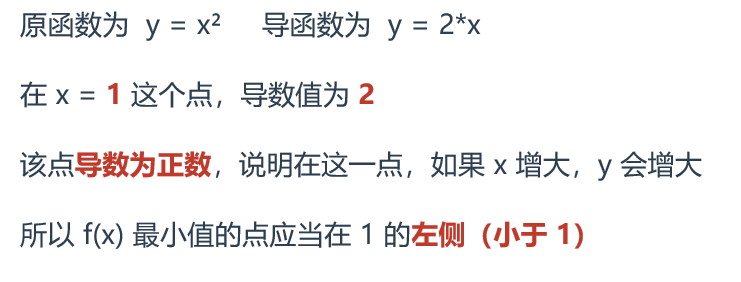 原函数为 y = x² 导函数为 y = 2*x
在 x = 1 这个点，导数值为 2
该点导数为正数，说明在这一点，如果 x 增大，y 会增大
所以 f(x) 最小值的点应当在 1 的左侧（小于 1）